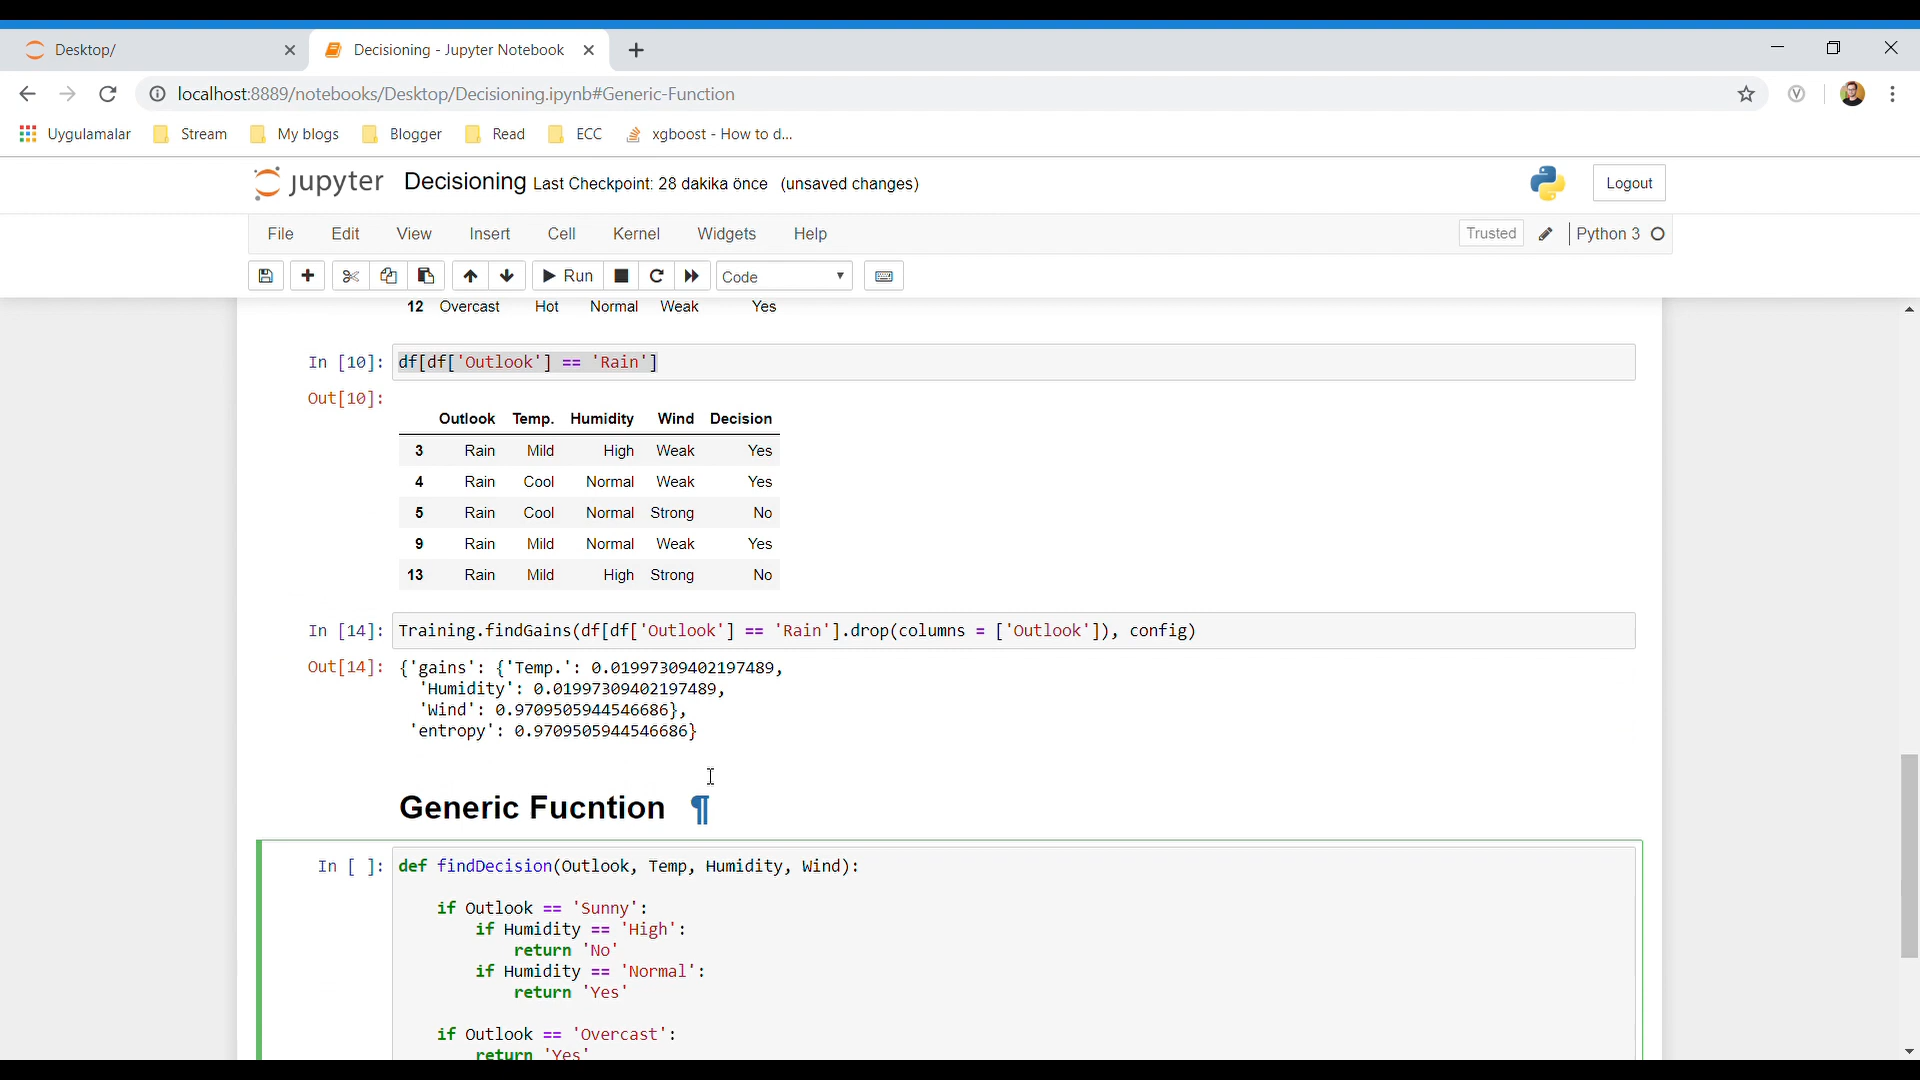 Desktop/
Decisioning - Jupyter Notebook
localhost:8889/notebooks/Desktop/Decisioning.ipynb#Generic-Function
V
Uygulamalar
Stream
My blogs
Blogger
Read
ECC
xgboost - How to d...
jupyter
Decisioning Last Checkpoint: 28 dakika önce (unsaved changes)
Logout
File
Edit
View
Insert
Cell
Kernel
Widgets
Help
Trusted
Python 3
Run
Code
12 Overcast Hot Normal Weak Yes
In [10]: df[df['Outlook'] == 'Rain']
Out[10]:
Outlook Temp. Humidity Wind Decision
3 Rain Mild High Weak Yes
4 Rain Cool Normal Weak Yes
5 Rain Cool Normal Strong No
9 Rain Mild Normal Weak Yes
13 Rain Mild High Strong No
In [14]: Training.findGains(df[df['Outlook'] == 'Rain'].drop(columns = ['Outlook']), config)
Out[14]: {'gains': {'Temp.': 0.01997309402197489,
'Humidity': 0.01997309402197489,
'Wind': 0.9709505944546686},
'entropy': 0.9709505944546686}
Generic Fucntion ¶
In [ ]: def findDecision(Outlook, Temp, Humidity, Wind):
if Outlook == 'Sunny':
if Humidity == 'High':
return 'No'
if Humidity == 'Normal':
return 'Yes'
if Outlook == 'Overcast':
return 'Yes'